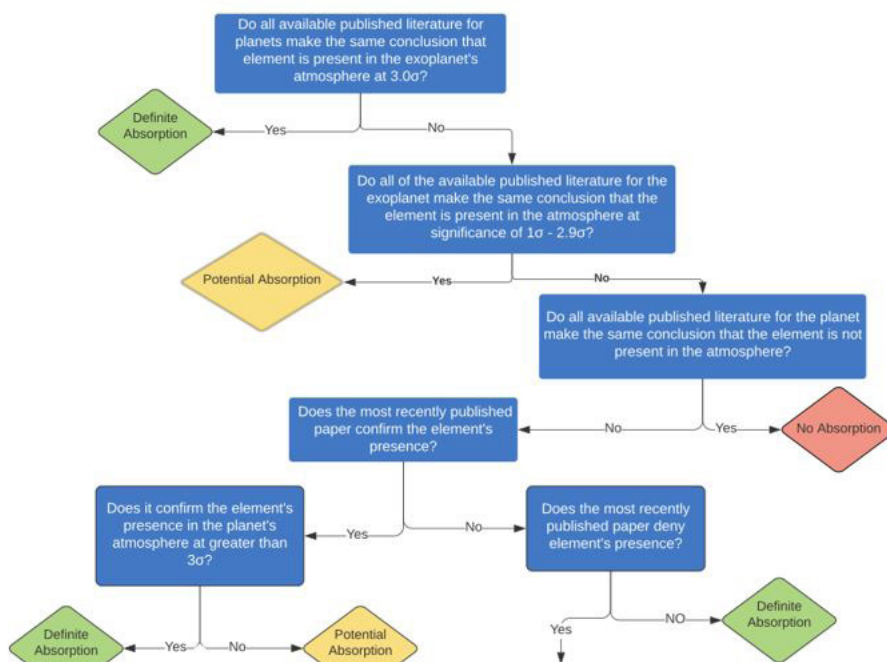 Do all available published literature for
planets make the same conclusion that
element is present in the exoplanet's
atmosphere at 3.0σ?
Definite
Absorption
Yes
No
Do all of the available published literature for the
exoplanet make the same conclusion that the
element is present in the atmosphere at
significance of 1σ - 2.9σ?
Potential Absorption
Yes
No
Do all available published literature for the planet
make the same conclusion that the element is not
present in the atmosphere?
Does the most recently published
paper confirm the element's
presence?
No
Yes
No Absorption
Does it confirm the element's
presence in the planet's
atmosphere at greater than
3σ?
Yes
No
Does the most recently
published paper deny
element's presence?
Definite
Absorption
Yes
No
Potential
Absorption
Yes
NO
Definite
Absorption